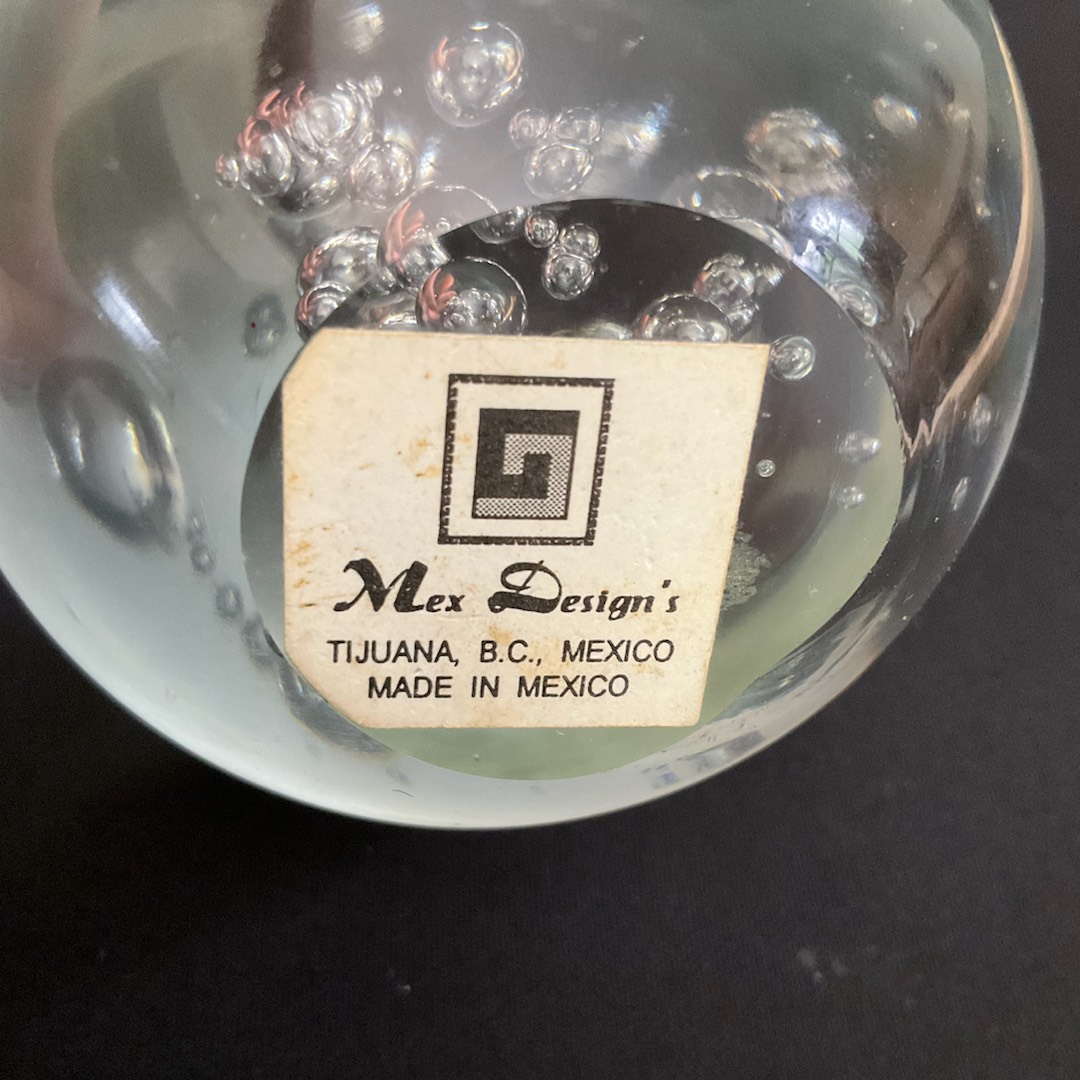 Mex Design's
TIJUANA, B.C., MEXICO
MADE IN MEXICO